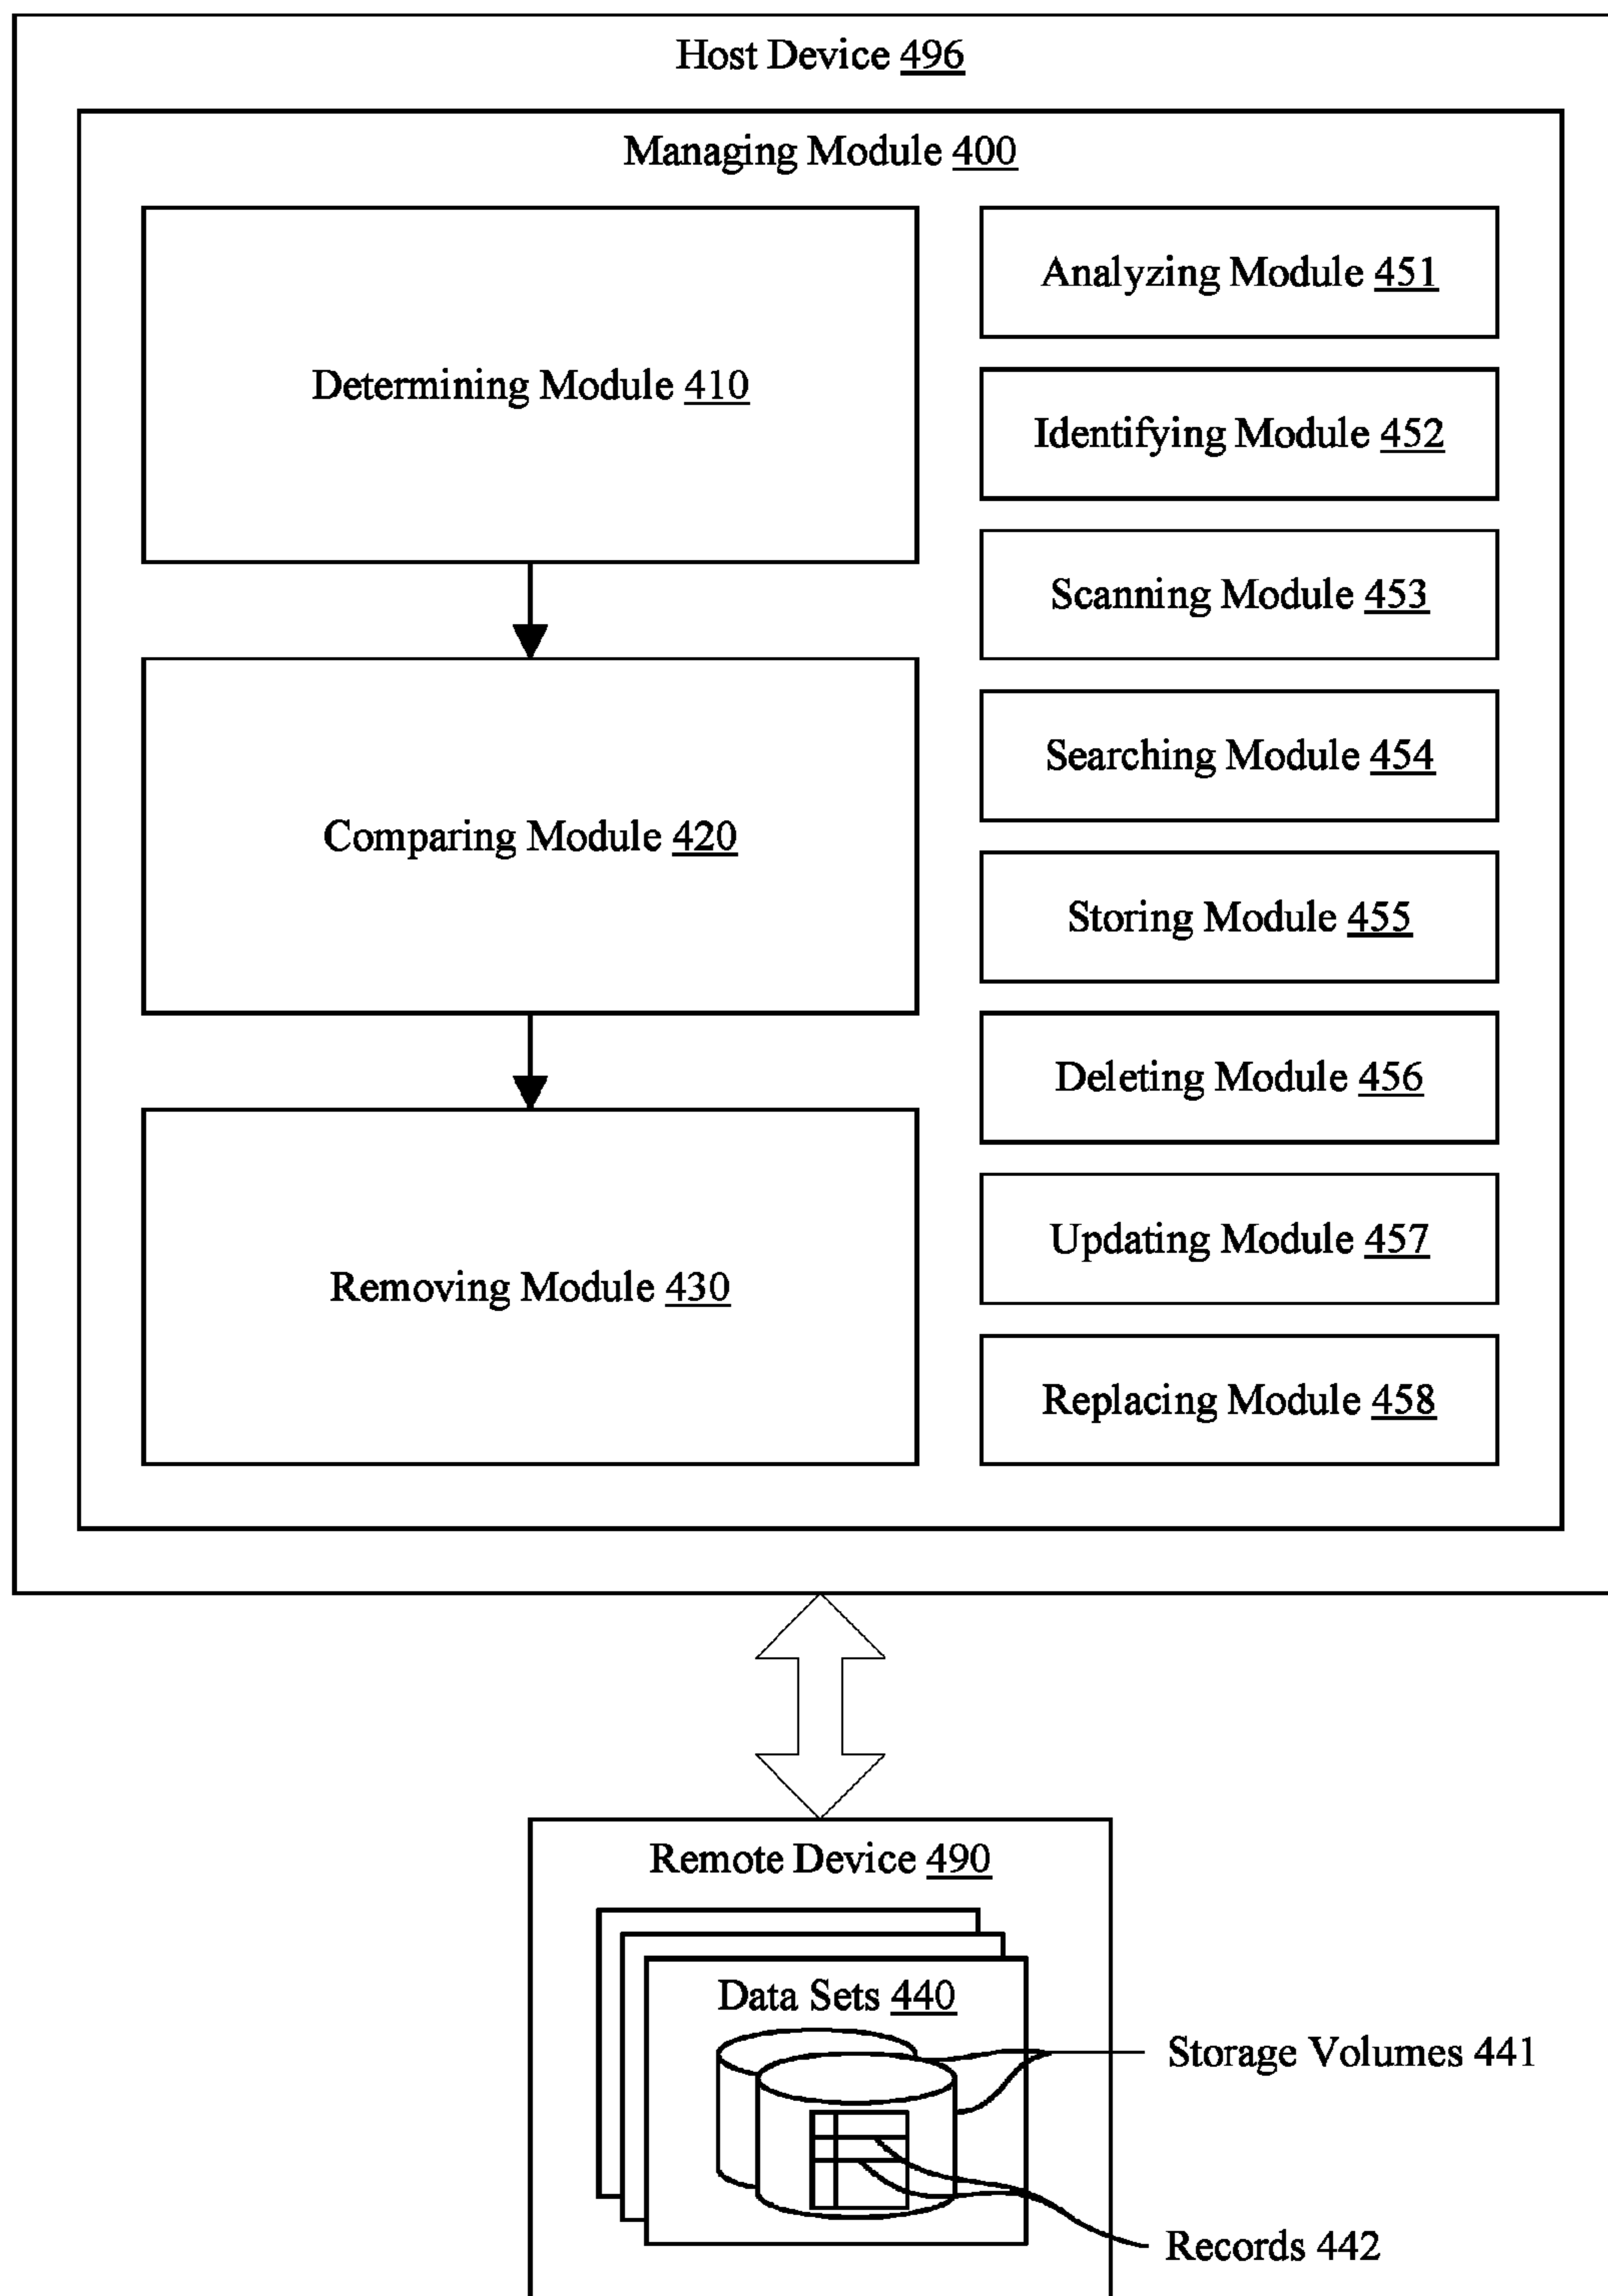 Host Device 496
Managing Module 400
Determining Module 410
Comparing Module 420
Removing Module 430
Analyzing Module 451
Identifying Module 452
Scanning Module 453
Searching Module 454
Storing Module 455
Deleting Module 456
Updating Module 457
Replacing Module 458
Remote Device 490
Data Sets 440
Storage Volumes 441
Records 442